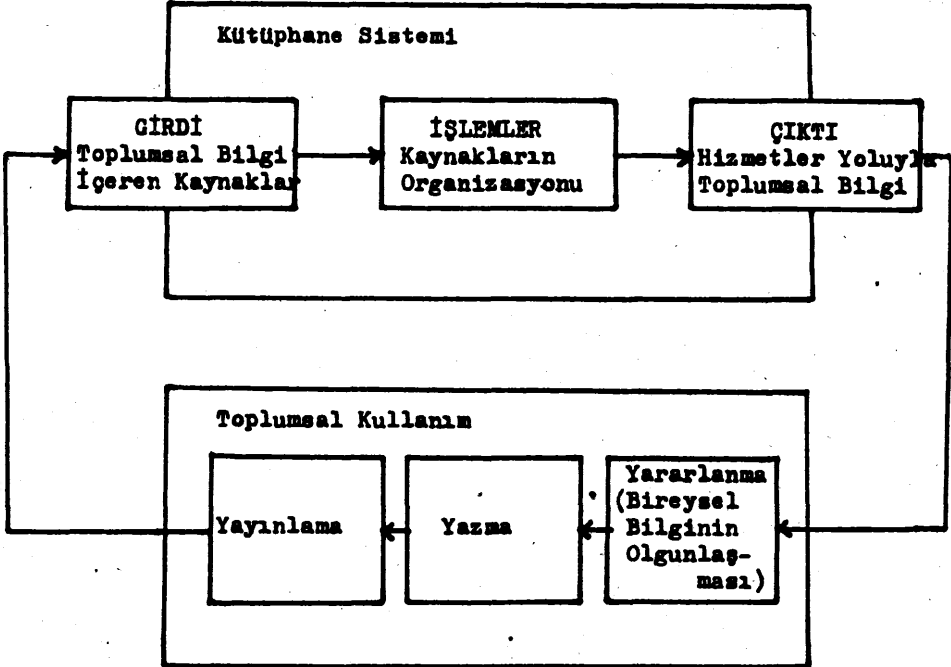 Kütüphane Sistemi
GİRDİ
Toplumsal Bilgi
İçeren Kaynaklar
İŞLEMLER
Kaynakların
Organizasyonu
ÇIKTI
Hizmetler Yoluyla
Toplumsal Bilgi
Toplumsal Kullanım
Yayınlama
Yazma
Yararlanma
(Bireysel
Bilginin
Olgunlaş-
ması)